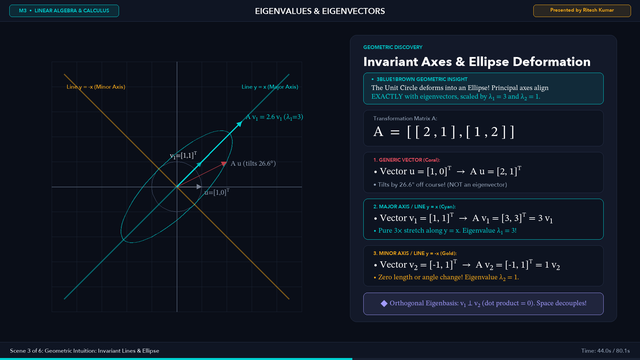 M3 • LINEAR ALGEBRA & CALCULUS
EIGENVALUES & EIGENVECTORS
Presented by Ritesh Kumar
Line y = -x (Minor Axis)
Line y = x (Major Axis)
A v₁ = 2.6 v₁ (λ₁=3)
v₁=[1,1]ᵀ
A u (tilts 26.6°)
u=[1,0]ᵀ
GEOMETRIC DISCOVERY
Invariant Axes & Ellipse Deformation
• 3BLUE1BROWN GEOMETRIC INSIGHT
The Unit Circle deforms into an Ellipse! Principal axes align
EXACTLY with eigenvectors, scaled by λ₁ = 3 and λ₂ = 1.
Transformation Matrix A:
A = [ [ 2 , 1 ] , [ 1 , 2 ] ]
1. GENERIC VECTOR (Coral):
• Vector u = [1, 0]ᵀ → A u = [2, 1]ᵀ
• Tilts by 26.6° off course! (NOT an eigenvector)
2. MAJOR AXIS / LINE y = x (Cyan):
• Vector v₁ = [1, 1]ᵀ → A v₁ = [3, 3]ᵀ = 3 v₁
• Pure 3× stretch along y = x. Eigenvalue λ₁ = 3!
3. MINOR AXIS / LINE y = -x (Gold):
• Vector v₂ = [-1, 1]ᵀ → A v₂ = [-1, 1]ᵀ = 1 v₂
• Zero length or angle change! Eigenvalue λ₂ = 1.
◆ Orthogonal Eigenbasis: v₁ ⊥ v₂ (dot product = 0). Space decouples!
Scene 3 of 6: Geometric Intuition: Invariant Lines & Ellipse
Time: 44.0s / 80.1s